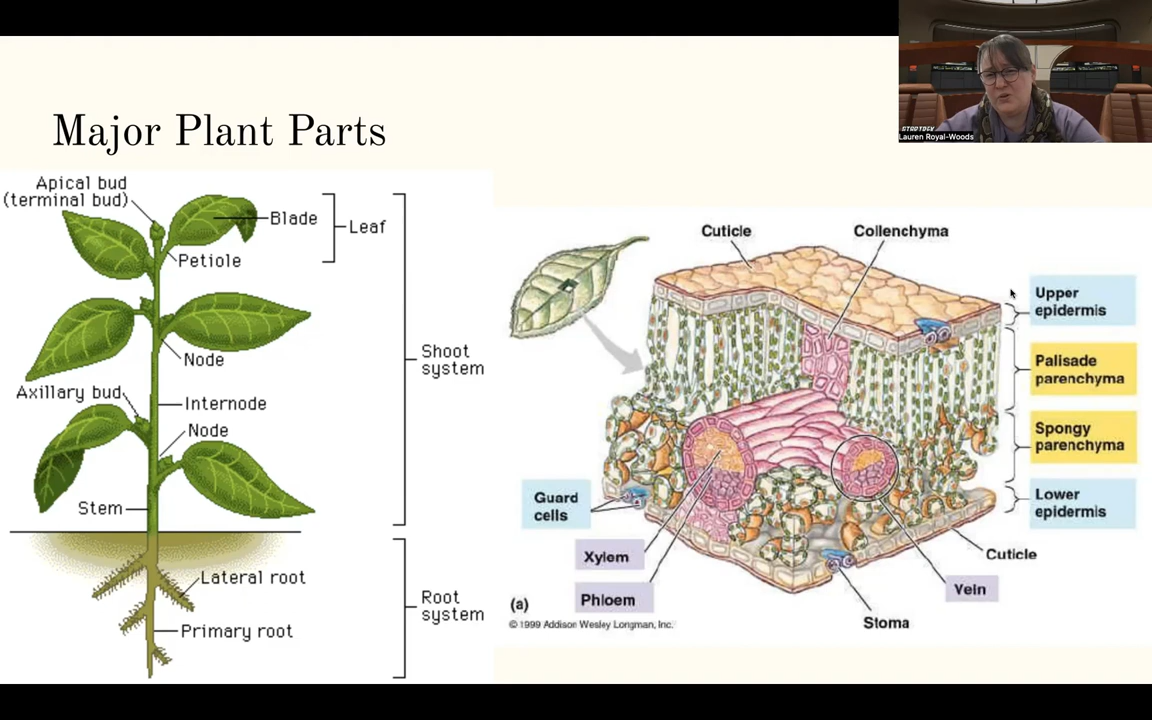 Lauren Royal-Woods
Major Plant Parts
Apical bud
(terminal bud)
Blade
Leaf
Petiole
Node
Shoot
system
Axillary bud
Internode
Node
Stem
Lateral root
Root
system
Primary root
Cuticle
Collenchyma
Upper
epidermis
Palisade
parenchyma
Spongy
parenchyma
Lower
epidermis
Guard
cells
Xylem
Phloem
Cuticle
Vein
Stoma
(a)
© 1999 Addison Wesley Longman, Inc.